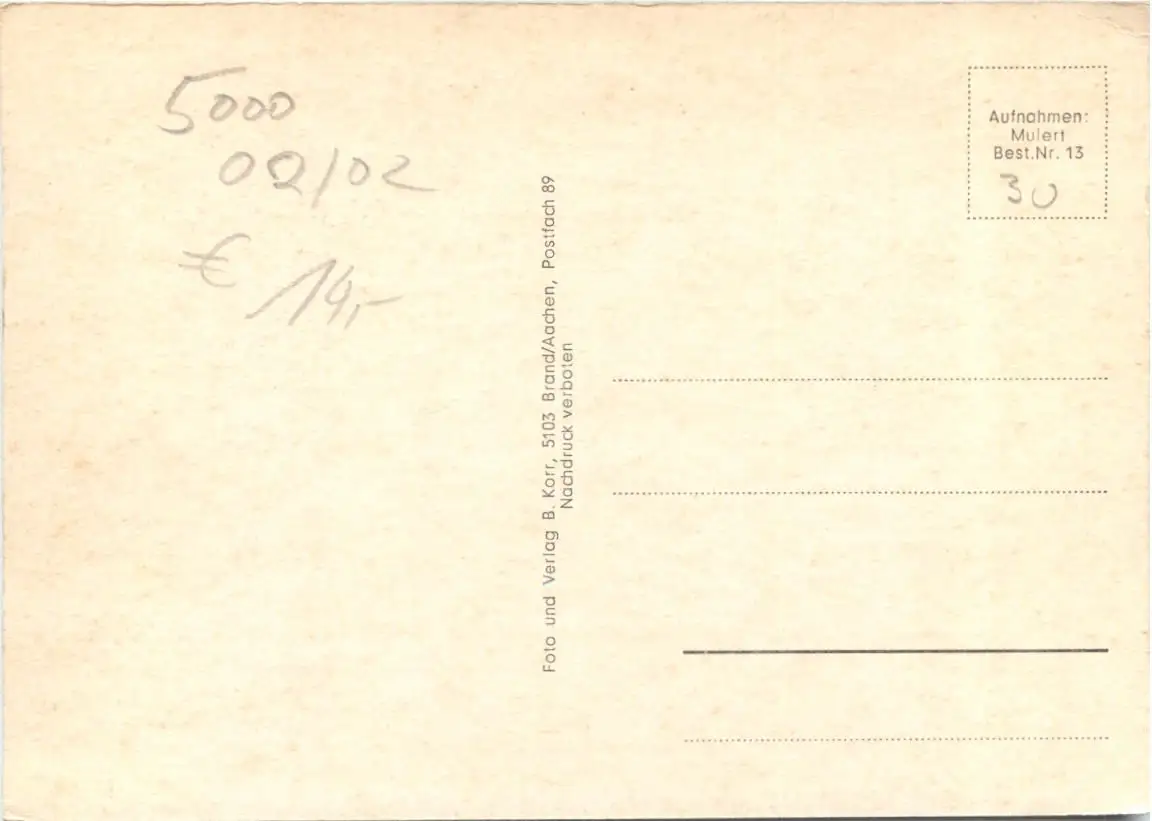 5000
02/02
€ 14,-
Foto und Verlag B. Korr, 5103 Brand/Aachen, Postfach 89
Nachdruck verboten
Aufnahmen:
Mulert
Best.Nr. 13
30